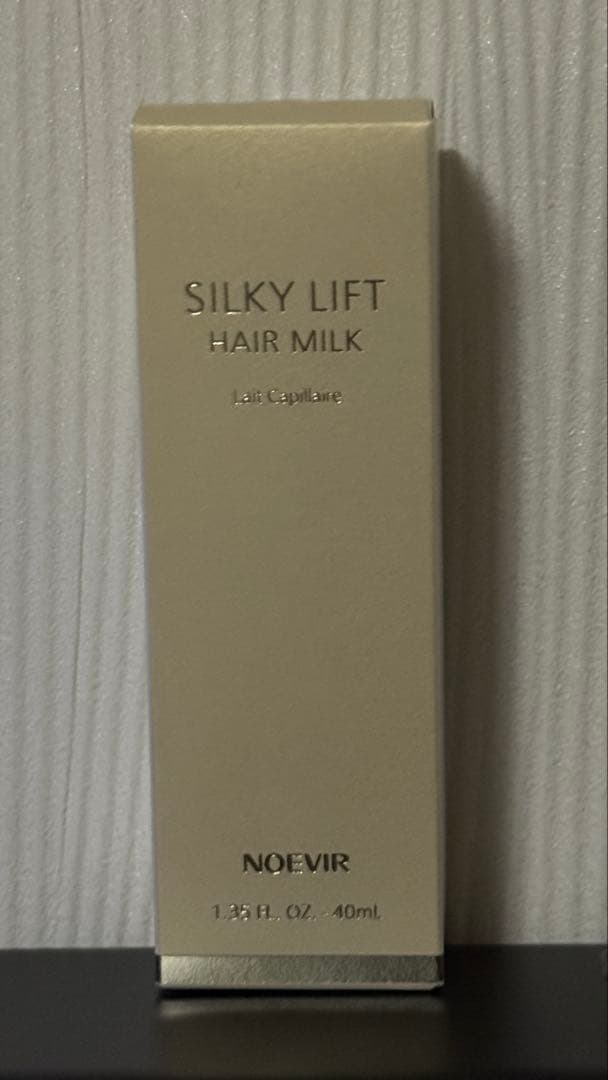 SILKY LIFT
HAIR MILK
Lait Capillaire
NOEVIR
1.35 FL. OZ. - 40mL